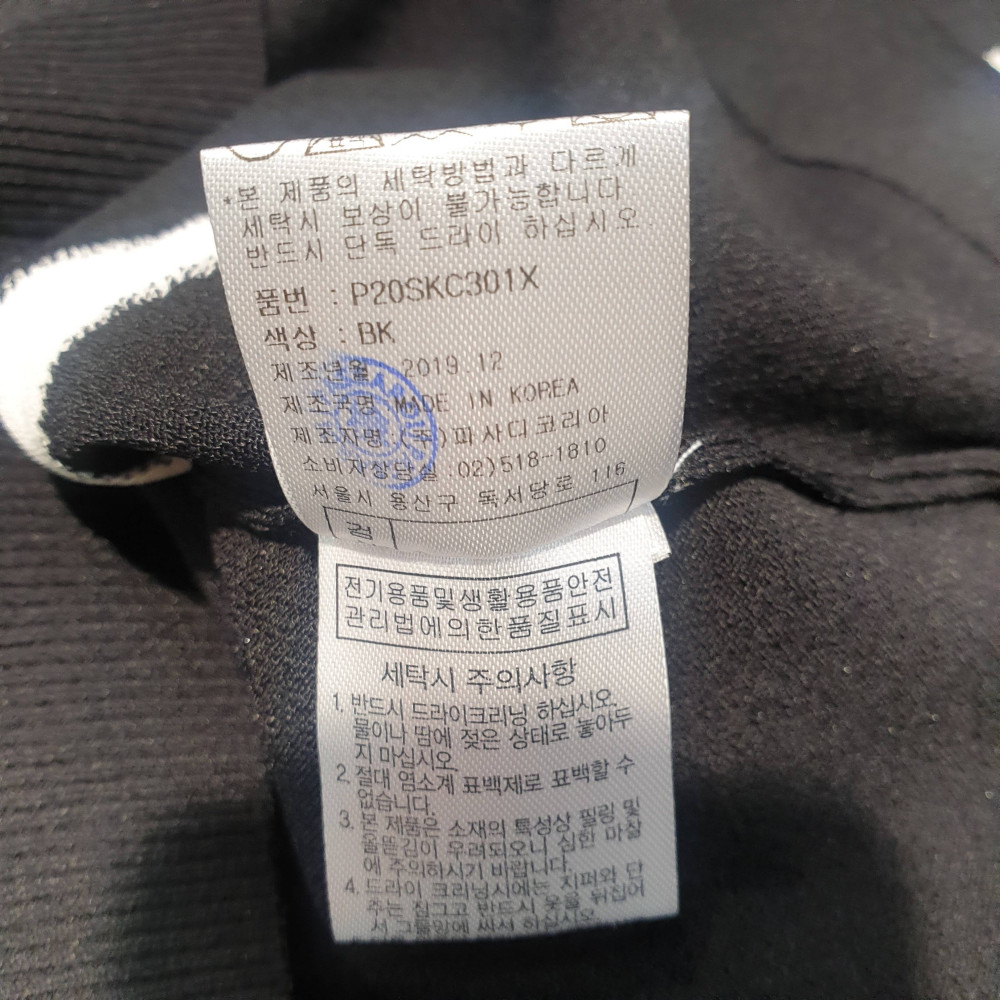 *본 제품의 세탁방법과 다르게
세탁시 보상이 불가능합니다
반드시 단독 드라이 하십시오.
품번 : P20SKC301X
색상 : BK
제조년월 2019.12
제조국명 MADE IN KOREA
제조자명 (주)피사디코리아
소비자상담실 :02)518-1810
서울시 용산구 독서당로 116
검
전기용품및생활용품안전
관리법에의한품질표시
세탁시 주의사항
1. 반드시 드라이크리닝 하십시오.
물이나 땀에 젖은 상태로 놓아두
지 마십시오.
2. 절대 염소계 표백제로 표백할 수
없습니다.
3. 본 제품은 소재의 특성상 필링 및
올뜯김이 우려되오니 심한 마찰
에 주의하시기 바랍니다.
4. 드라이 크리닝시에는 지퍼와 단
추는 잠그고 반드시 옷을 뒤집어
서 그물망에 싸서 하십시오.